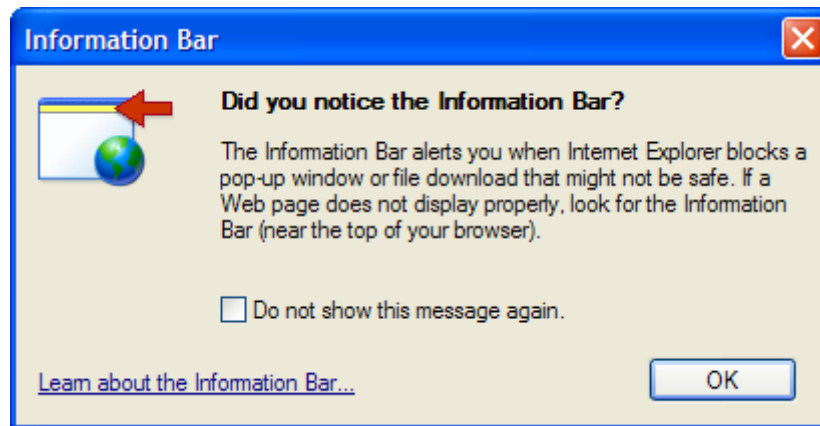 Information Bar
Did you notice the Information Bar?
The Information Bar alerts you when Internet Explorer blocks a
pop-up window or file download that might not be safe. If a
Web page does not display properly, look for the Information
Bar (near the top of your browser).
Do not show this message again.
Learn about the Information Bar...
OK